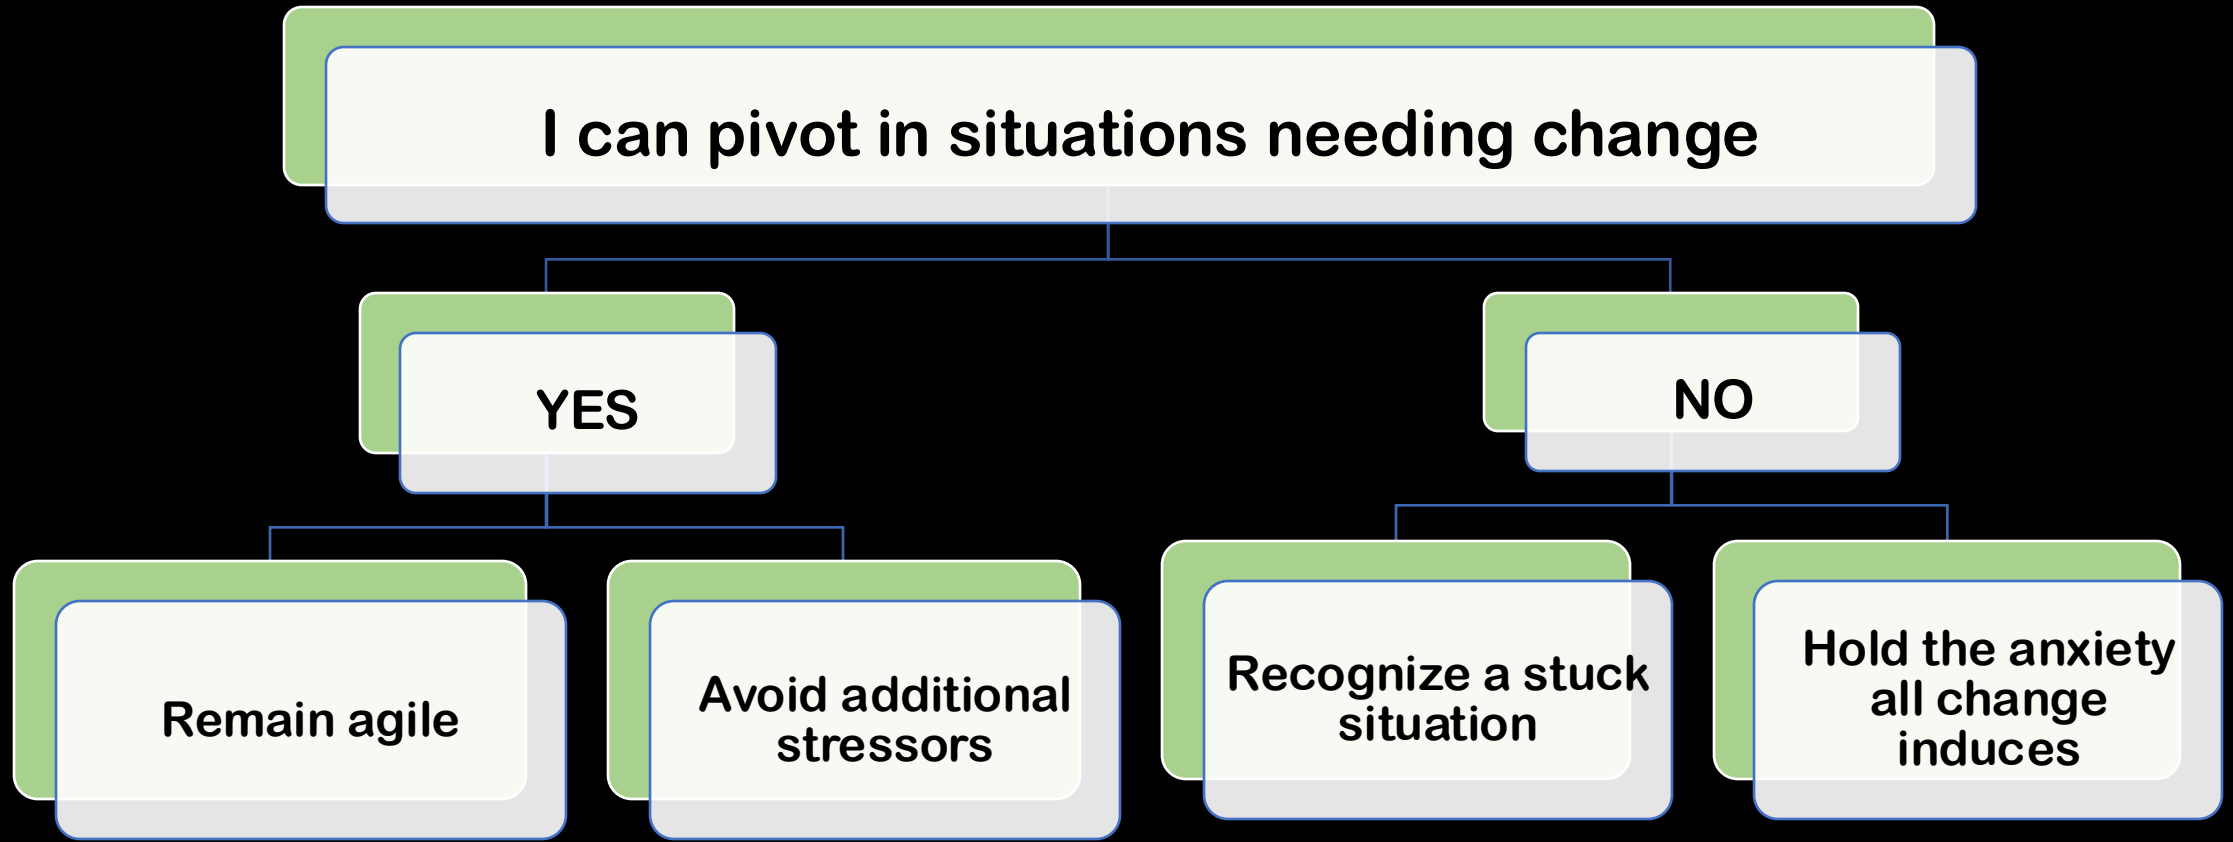 I can pivot in situations needing change
YES
NO
Remain agile
Avoid additional
stressors
Recognize a stuck
situation
Hold the anxiety
all change
induces